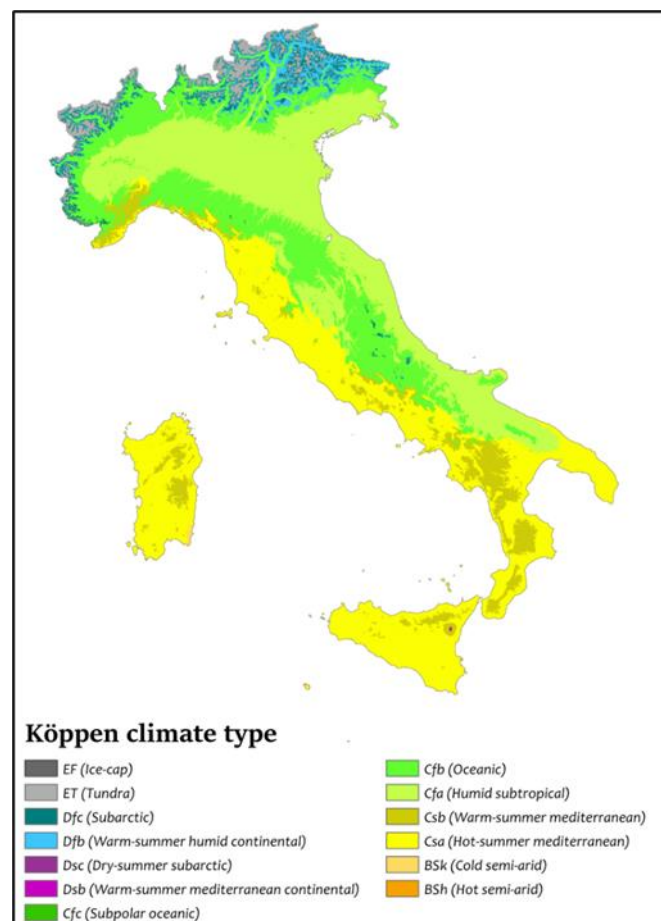 Köppen climate type
EF (Ice-cap)
ET (Tundra)
Dfc (Subarctic)
Dfb (Warm-summer humid continental)
Dsc (Dry-summer subarctic)
Dsb (Warm-summer mediterranean continental)
Cfc (Subpolar oceanic)
Cfb (Oceanic)
Cfa (Humid subtropical)
Csb (Warm-summer mediterranean)
Csa (Hot-summer mediterranean)
BSk (Cold semi-arid)
BSh (Hot semi-arid)